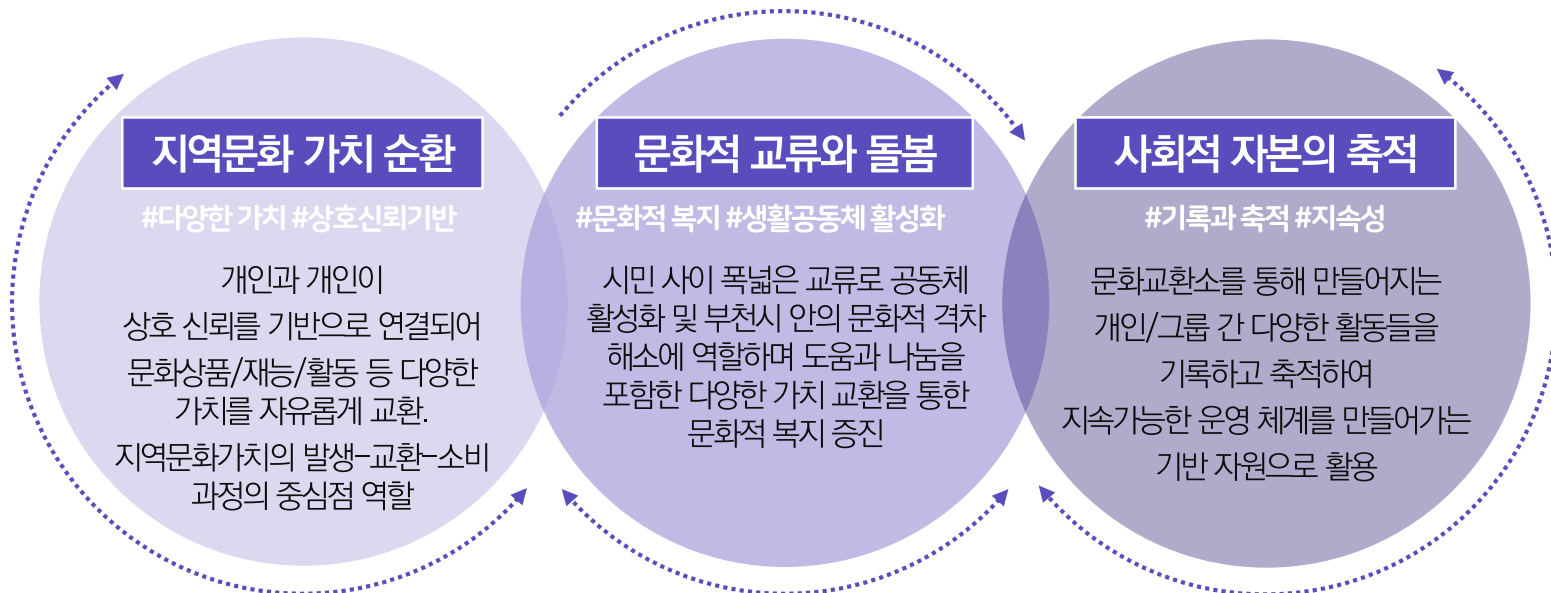 지역문화 가치 순환
#다양한 가치 #상호신뢰기반
개인과 개인이
상호 신뢰를 기반으로 연결되어
문화상품/재능/활동 등 다양한
가치를 자유롭게 교환.
지역문화가치의 발생-교환-소비
과정의 중심점 역할
문화적 교류와 돌봄
#문화적 복지 #생활공동체 활성화
시민 사이 폭넓은 교류로 공동체
활성화 및 부천시 안의 문화적 격차
해소에 역할하며 도움과 나눔을
포함한 다양한 가치 교환을 통한
문화적 복지 증진
사회적 자본의 축적
#기록과 축적 #지속성
문화교환소를 통해 만들어지는
개인/그룹 간 다양한 활동들을
기록하고 축적하여
지속가능한 운영 체계를 만들어가는
기반 자원으로 활용